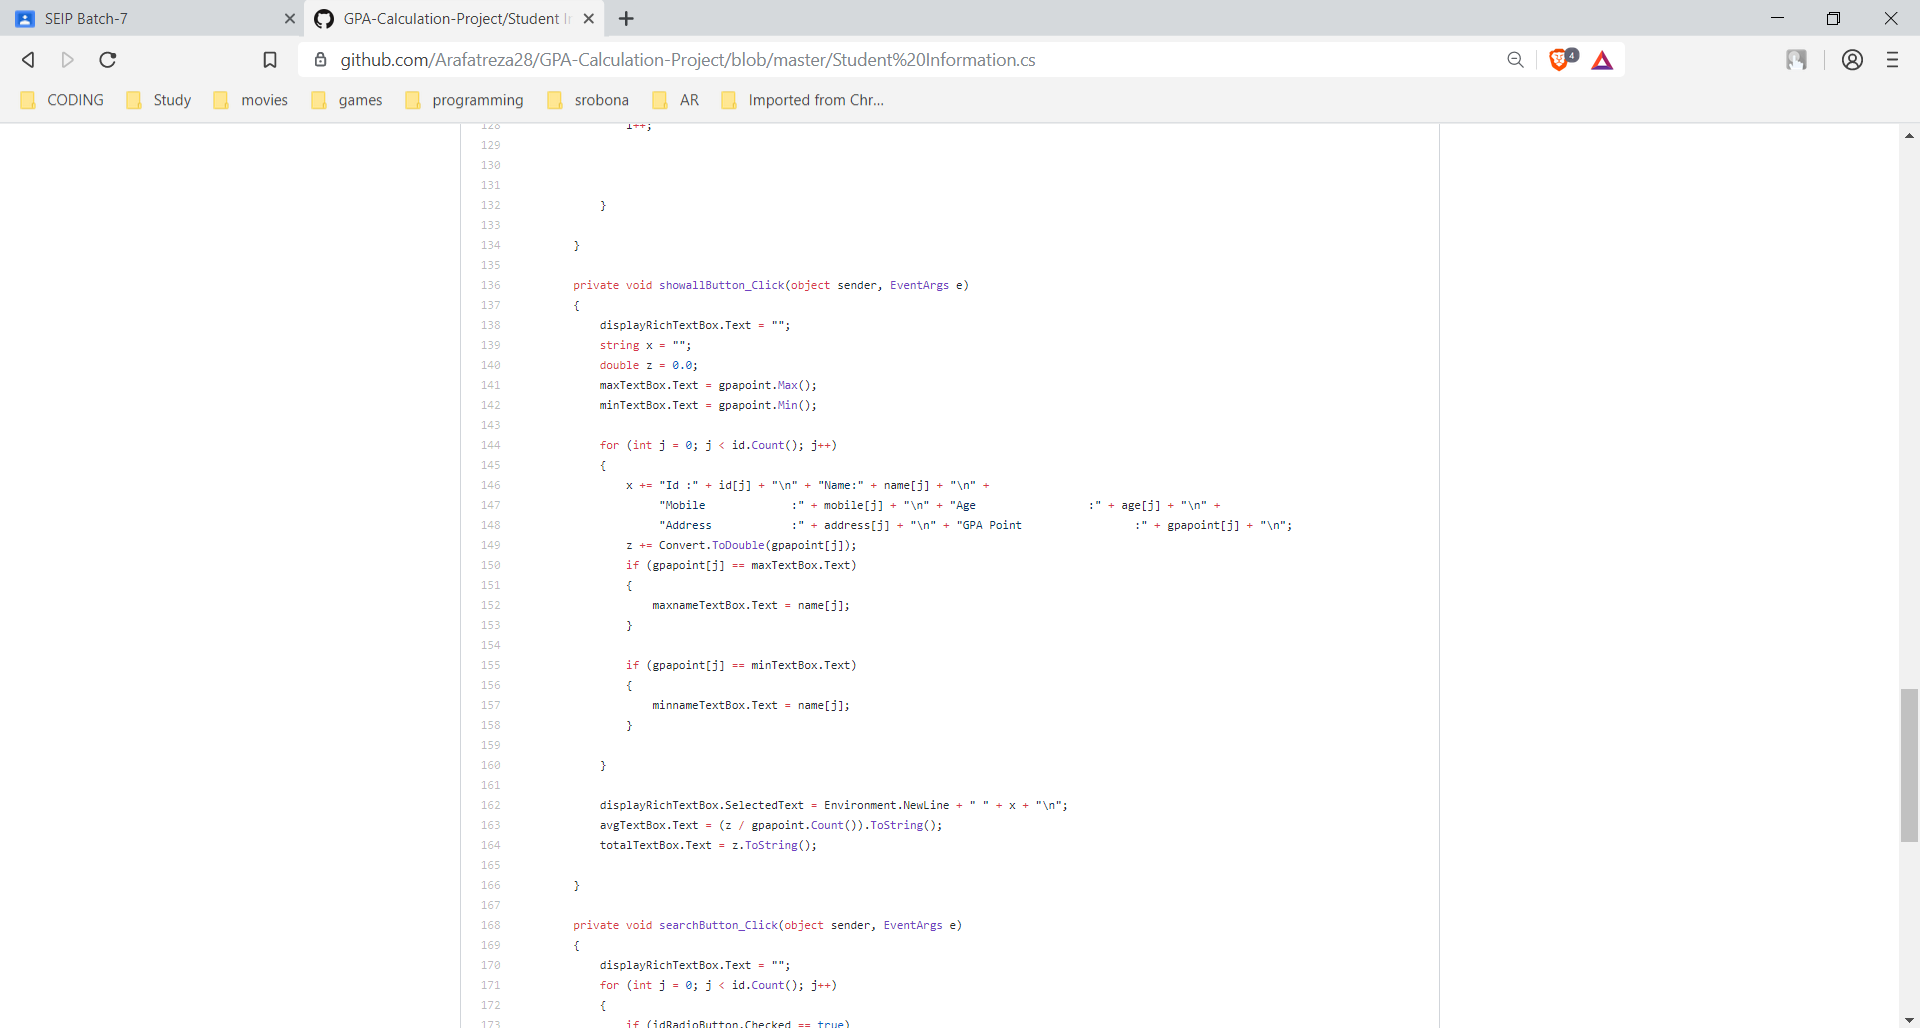 SEIP Batch-7
GPA-Calculation-Project/Student I
github.com/Arafatreza28/GPA-Calculation-Project/blob/master/Student%20Information.cs
4
CODING Study movies games programming srobona AR Imported from Chr...
128 i++;
129
130
131
132 }
133
134 }
135
136 private void showallButton_Click(object sender, EventArgs e)
137 {
138 displayRichTextBox.Text = "";
139 string x = "";
140 double z = 0.0;
141 maxTextBox.Text = gpapoint.Max();
142 minTextBox.Text = gpapoint.Min();
143
144 for (int j = 0; j < id.Count(); j++)
145 {
146 x += "Id :" + id[j] + "\n" + "Name:" + name[j] + "\n" +
147 "Mobile            :" + mobile[j] + "\n" + "Age                :" + age[j] + "\n" +
148 "Address           :" + address[j] + "\n" + "GPA Point                :" + gpapoint[j] + "\n";
149 z += Convert.ToDouble(gpapoint[j]);
150 if (gpapoint[j] == maxTextBox.Text)
151 {
152 maxnameTextBox.Text = name[j];
153 }
154
155 if (gpapoint[j] == minTextBox.Text)
156 {
157 minnameTextBox.Text = name[j];
158 }
159
160 }
161
162 displayRichTextBox.SelectedText = Environment.NewLine + " " + x + "\n";
163 avgTextBox.Text = (z / gpapoint.Count()).ToString();
164 totalTextBox.Text = z.ToString();
165
166 }
167
168 private void searchButton_Click(object sender, EventArgs e)
169 {
170 displayRichTextBox.Text = "";
171 for (int j = 0; j < id.Count(); j++)
172 {
173 if (idRadioButton.Checked == true)